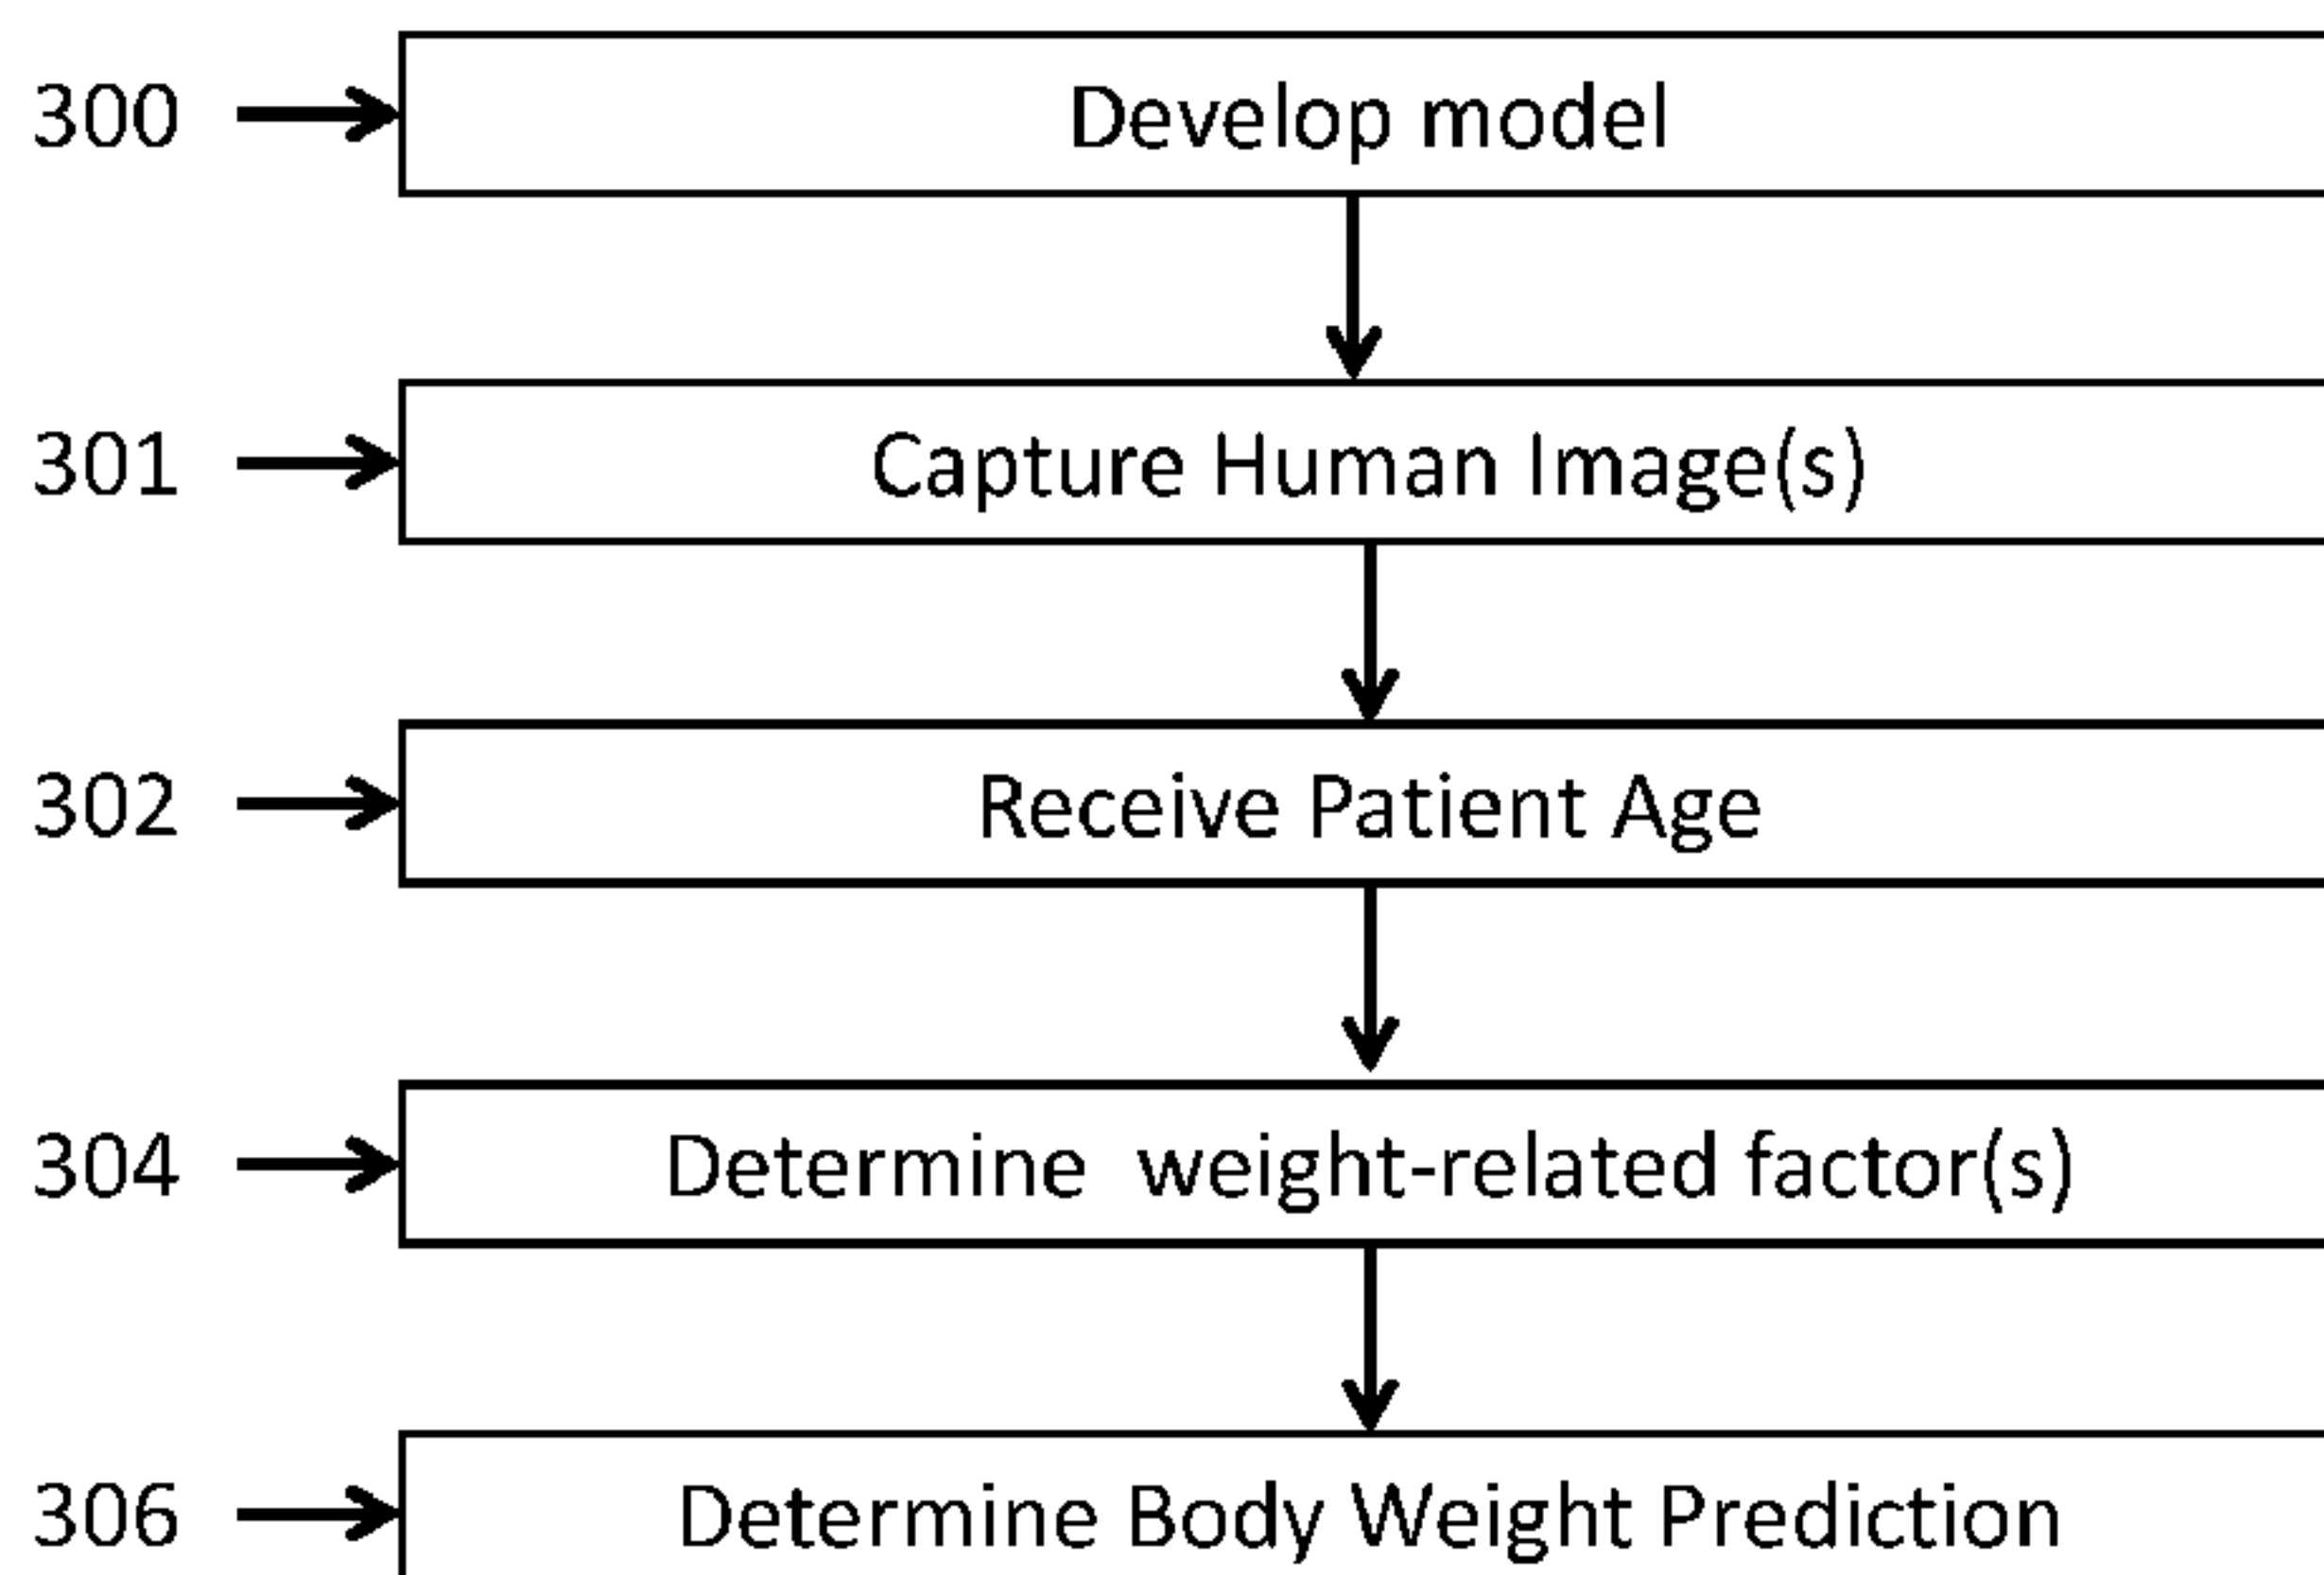 300 Develop model
301 Capture Human Image(s)
302 Receive Patient Age
304 Determine weight-related factor(s)
306 Determine Body Weight Prediction